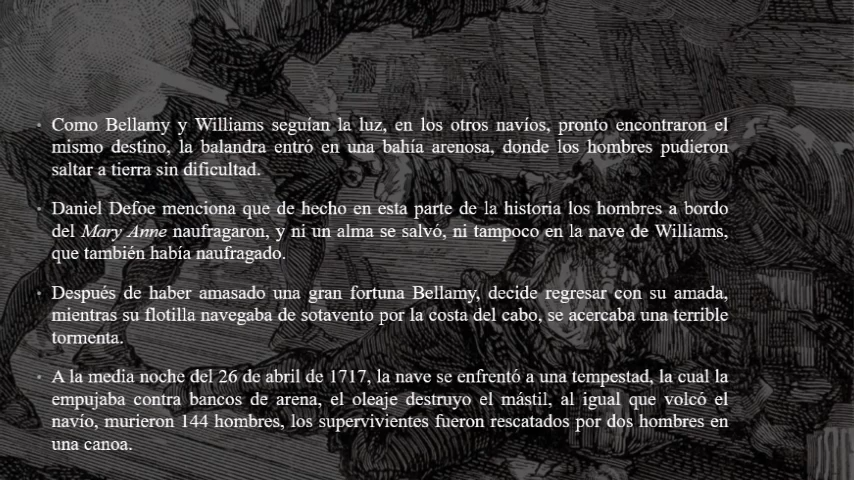 • Como Bellamy y Williams seguían la luz, en los otros navíos, pronto encontraron el
mismo destino, la balandra entró en una bahía arenosa, donde los hombres pudieron
saltar a tierra sin dificultad.
• Daniel Defoe menciona que de hecho en esta parte de la historia los hombres a bordo
del Mary Anne naufragaron, y ni un alma se salvó, ni tampoco en la nave de Williams,
que también había naufragado.
• Después de haber amasado una gran fortuna Bellamy, decide regresar con su amada,
mientras su flotilla navegaba de sotavento por la costa del cabo, se acercaba una terrible
tormenta.
• A la media noche del 26 de abril de 1717, la nave se enfrentó a una tempestad, la cual la
empujaba contra bancos de arena, el oleaje destruyo el mástil, al igual que volcó el
navío, murieron 144 hombres, los supervivientes fueron rescatados por dos hombres en
una canoa.